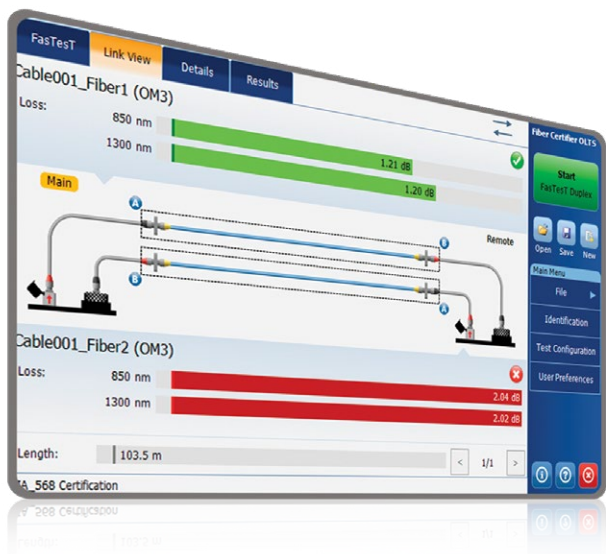 FasTesT
Link View
Details
Results
Cable001_Fiber1 (OM3)
Loss:
850 nm
1.21 dB
1300 nm
1.20 dB
Main
A
B
Remote
B
A
Cable001_Fiber2 (OM3)
Loss:
850 nm
2.04 dB
1300 nm
2.02 dB
Length:
103.5 m
<
1/1
>
Fiber Certifier OLTS
Start
FasTesT Duplex
Open
Save
New
Main Menu
File
Identification
Test Configuration
User Preferences